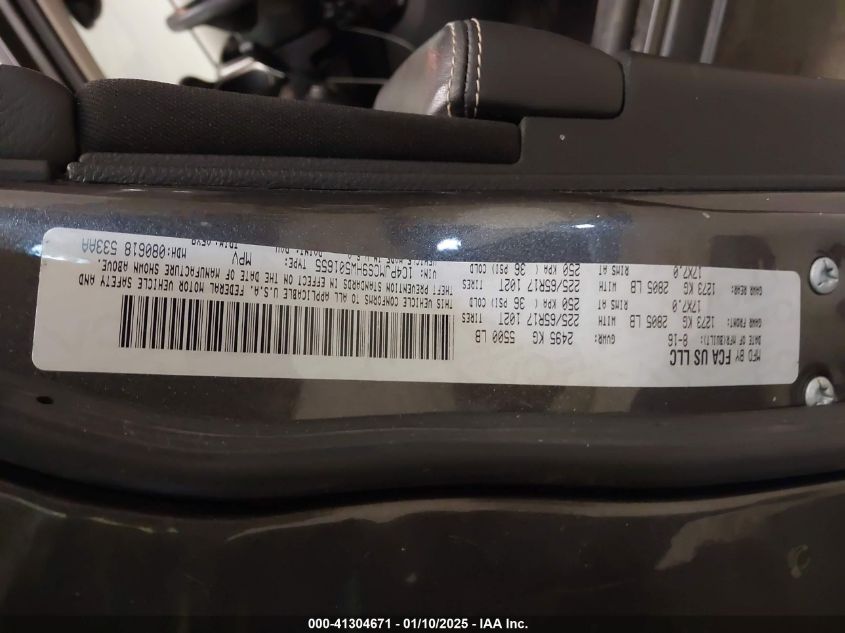 MFD BY FCA US LLC
DATE OF MFR(BUILT): 8-16 GVWR: 2495 KG 5500 LB
GAWR FRONT: 1273 KG 2805 LB WITH 225/65R17 102T TIRES
17X7.0 RIMS AT 250 KPA ( 36 PSI) COLD
GAWR REAR: 1273 KG 2805 LB WITH 225/65R17 102T TIRES
17X7.0 RIMS AT 250 KPA ( 36 PSI) COLD
THIS VEHICLE CONFORMS TO ALL APPLICABLE U.S.A. FEDERAL MOTOR VEHICLE SAFETY AND
THEFT PREVENTION STANDARDS IN EFFECT ON THE DATE OF MANUFACTURE SHOWN ABOVE.
VIN: 1C4PJMCS9HW501655 TYPE: MPV MDH:080618 533AA
000-41304671 - 01/10/2025 - IAA Inc.